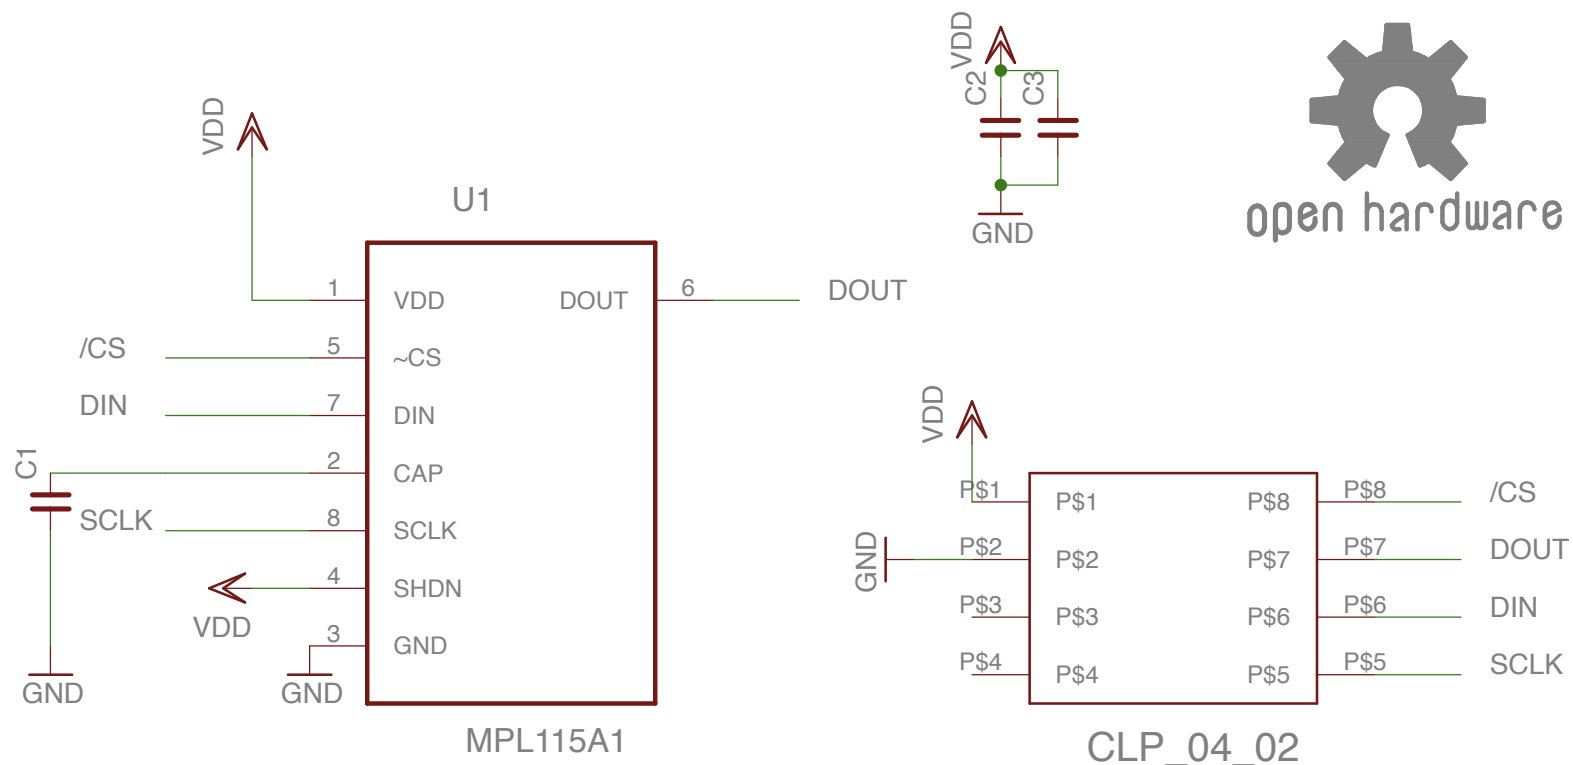 VDD
U1
1
VDD
DOUT
6
DOUT
/CS
5
~CS
DIN
7
DIN
C1
2
CAP
SCLK
8
SCLK
4
SHDN
VDD
3
GND
GND
GND
MPL115A1
VDD
C2
C3
GND
open hardware
VDD
P$1
P$1
P$8
P$8
/CS
GND
P$2
P$2
P$7
P$7
DOUT
P$3
P$3
P$6
P$6
DIN
P$4
P$4
P$5
P$5
SCLK
CLP_04_02